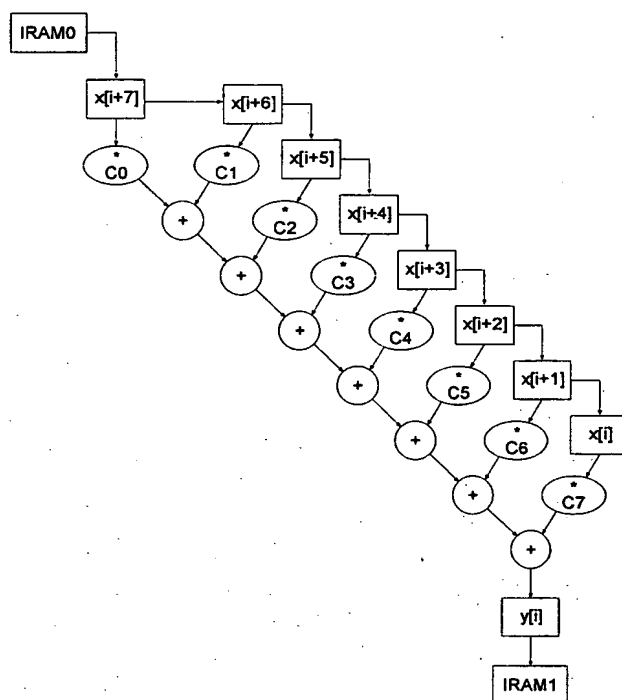 IRAM0
x[i+7]
x[i+6]
x[i+5]
x[i+4]
x[i+3]
x[i+2]
x[i+1]
x[i]
*
C0
*
C1
*
C2
*
C3
*
C4
*
C5
*
C6
*
C7
+
+
+
+
+
+
+
y[i]
IRAM1